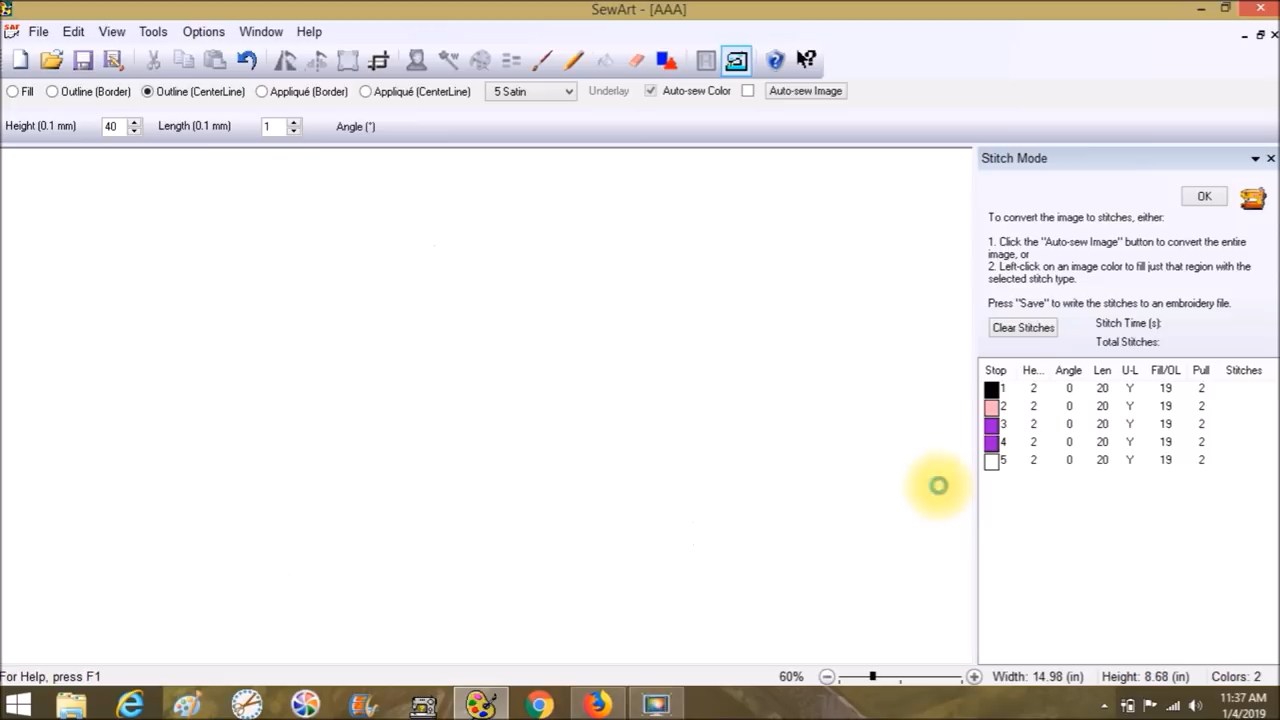 SewArt - [AAA]
File Edit View Tools Options Window Help
Fill Outline (Border) Outline (CenterLine) Appliqué (Border) Appliqué (CenterLine) 5 Satin Underlay Auto-sew Color Auto-sew Image
Height (0.1 mm) 40 Length (0.1 mm) 1 Angle (°)
Stitch Mode
OK
To convert the image to stitches, either:
1. Click the "Auto-sew Image" button to convert the entire
image, or
2. Left-click on an image color to fill just that region with the
selected stitch type.
Press "Save" to write the stitches to an embroidery file.
Clear Stitches Stitch Time (s):
Total Stitches:
Stop He... Angle Len U-L Fill/OL Pull Stitches
1 2 0 20 Y 19 2
2 2 0 20 Y 19 2
3 2 0 20 Y 19 2
4 2 0 20 Y 19 2
5 2 0 20 Y 19 2
For Help, press F1 60% Width: 14.98 (in) Height: 8.68 (in) Colors: 2
11:37 AM
1/4/2019